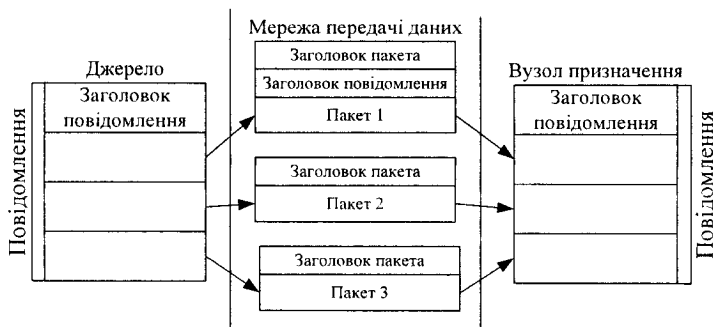 Мережа передачі даних
Джерело
Заголовок
повідомлення
Повідомлення
Заголовок пакета
Заголовок повідомлення
Пакет 1
Заголовок пакета
Пакет 2
Заголовок пакета
Пакет 3
Вузол призначення
Заголовок
повідомлення
Повідомлення